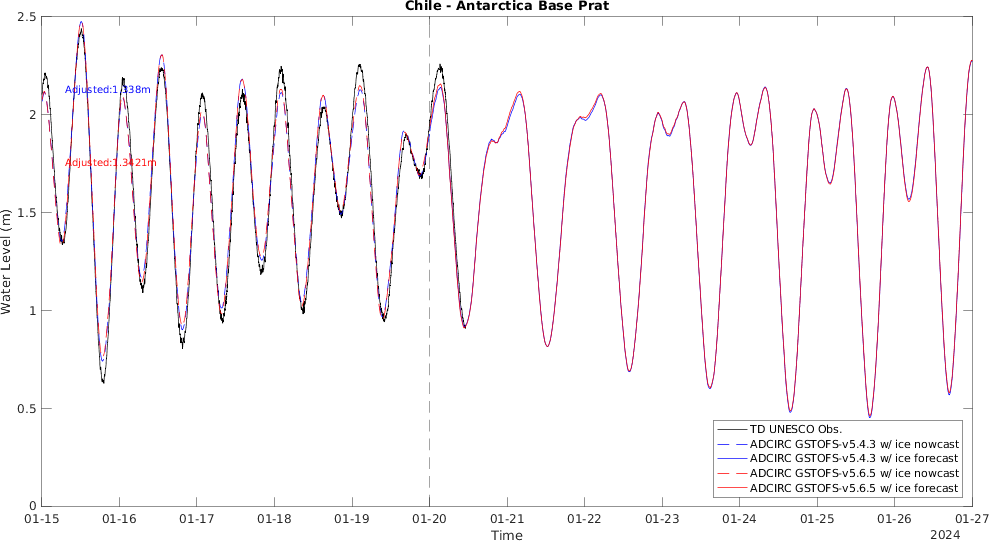 Chile - Antarctica Base Prat
2.5
2
1.5
1
0.5
0
Water Level (m)
Adjusted:1.338m
Adjusted:1.3421m
TD UNESCO Obs.
ADCIRC GSTOFS-v5.4.3 w/ ice nowcast
ADCIRC GSTOFS-v5.4.3 w/ ice forecast
ADCIRC GSTOFS-v5.6.5 w/ ice nowcast
ADCIRC GSTOFS-v5.6.5 w/ ice forecast
01-15 01-16 01-17 01-18 01-19 01-20 01-21 01-22 01-23 01-24 01-25 01-26 01-27
Time
2024